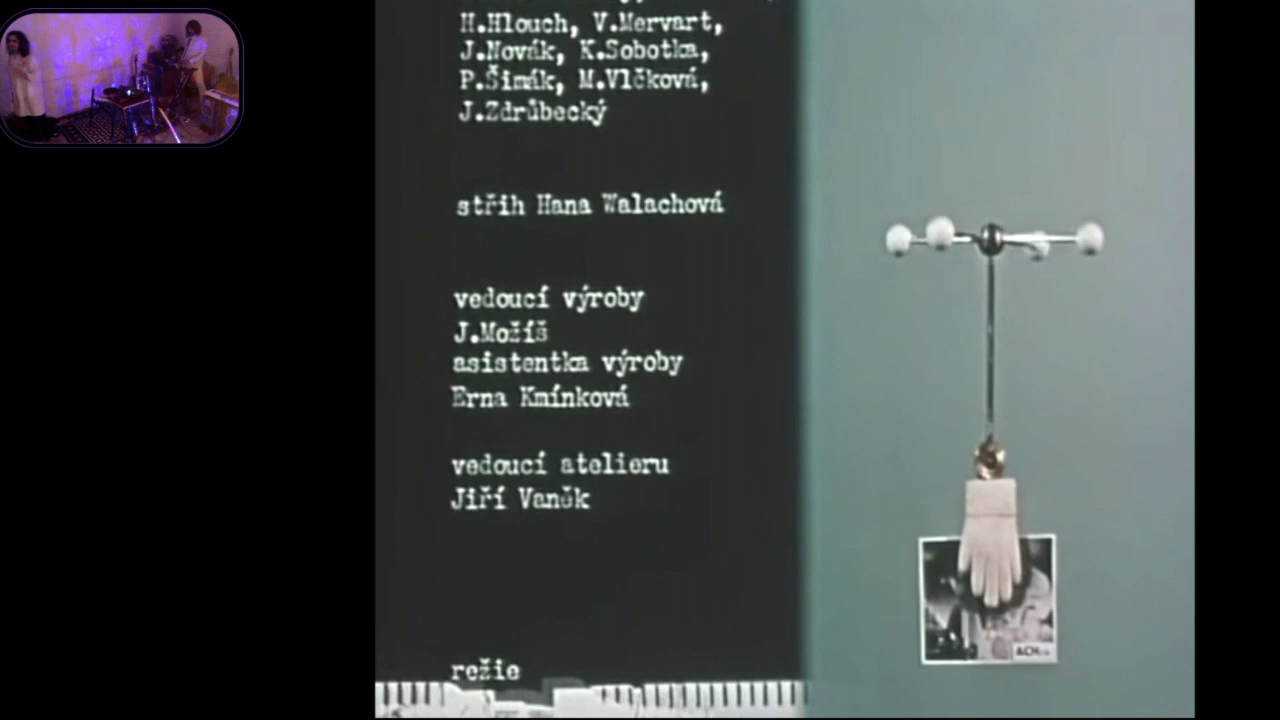 H.Hlouch, V.Mervart,
J.Novák, K.Sobotka,
P.Šimák, M.Vlčková,
J.Zdrůbecký
střih Hana Walachová
vedoucí výroby
J.Možíš
asistentka výroby
Erna Kmínková
vedoucí atelieru
Jiří Vaněk
režie
ACH